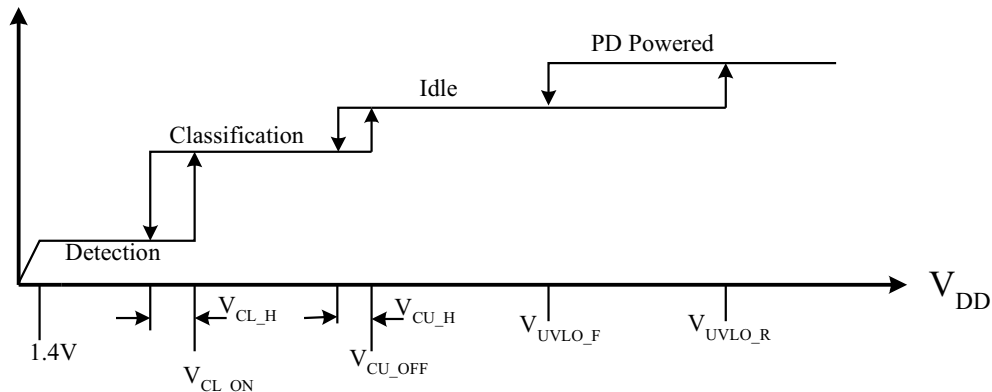 PD Powered
Idle
Classification
Detection
V_DD
V_CL_H
V_CU_H
V_UVLO_F
V_UVLO_R
1.4V
V_CU_OFF
V_CL_ON